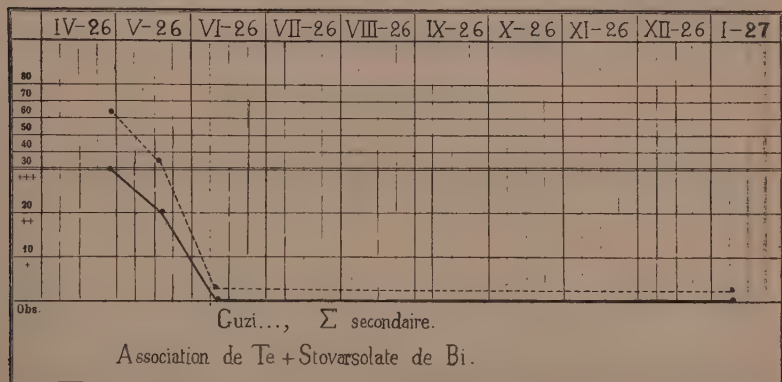 IV-26 V-26 VI-26 VII-26 VIII-26 IX-26 X-26 XI-26 XII-26 I-27
80
70
60
50
40
30
+++
20
++
10
+
Obs.
Guzi..., Σ secondaire.
Association de Te + Stovarsolate de Bi.